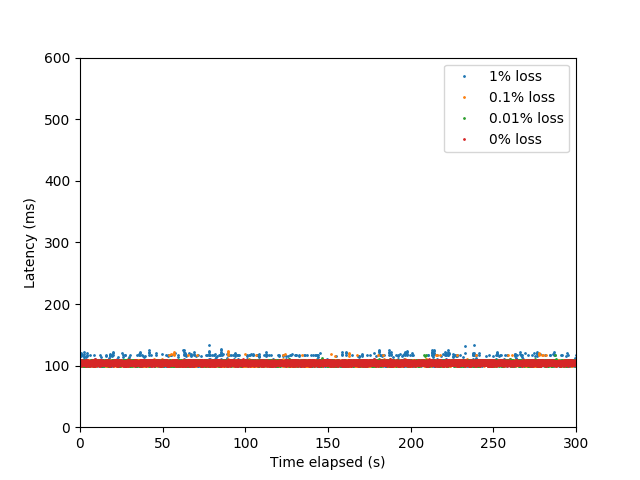 600
500
400
300
200
100
0
Latency (ms)
0 50 100 150 200 250 300
Time elapsed (s)
1% loss
0.1% loss
0.01% loss
0% loss